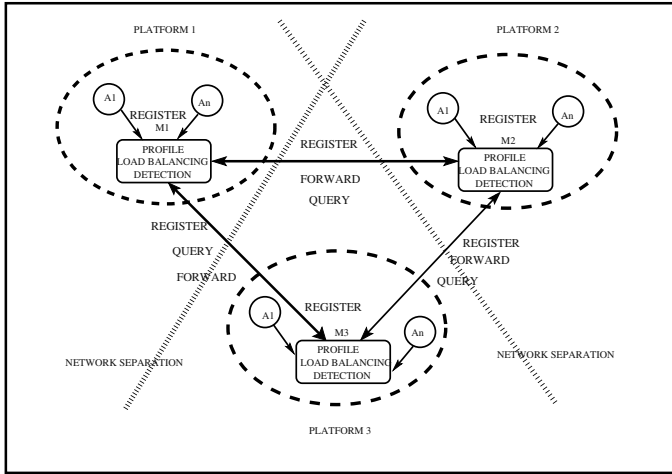 PLATFORM 1
PLATFORM 2
A1
An
REGISTER
M1
PROFILE
LOAD BALANCING
DETECTION
A1
An
REGISTER
M2
PROFILE
LOAD BALANCING
DETECTION
REGISTER
FORWARD
QUERY
REGISTER
QUERY
FORWARD
REGISTER
FORWARD
QUERY
REGISTER
A1
An
M3
PROFILE
LOAD BALANCING
DETECTION
NETWORK SEPARATION
NETWORK SEPARATION
PLATFORM 3